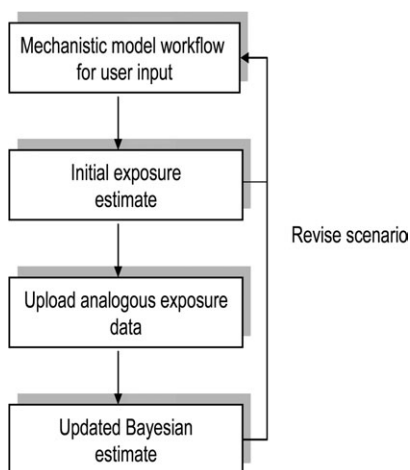 Mechanistic model workflow
for user input
Initial exposure
estimate
Revise scenario
Upload analogous exposure
data
Updated Bayesian
estimate